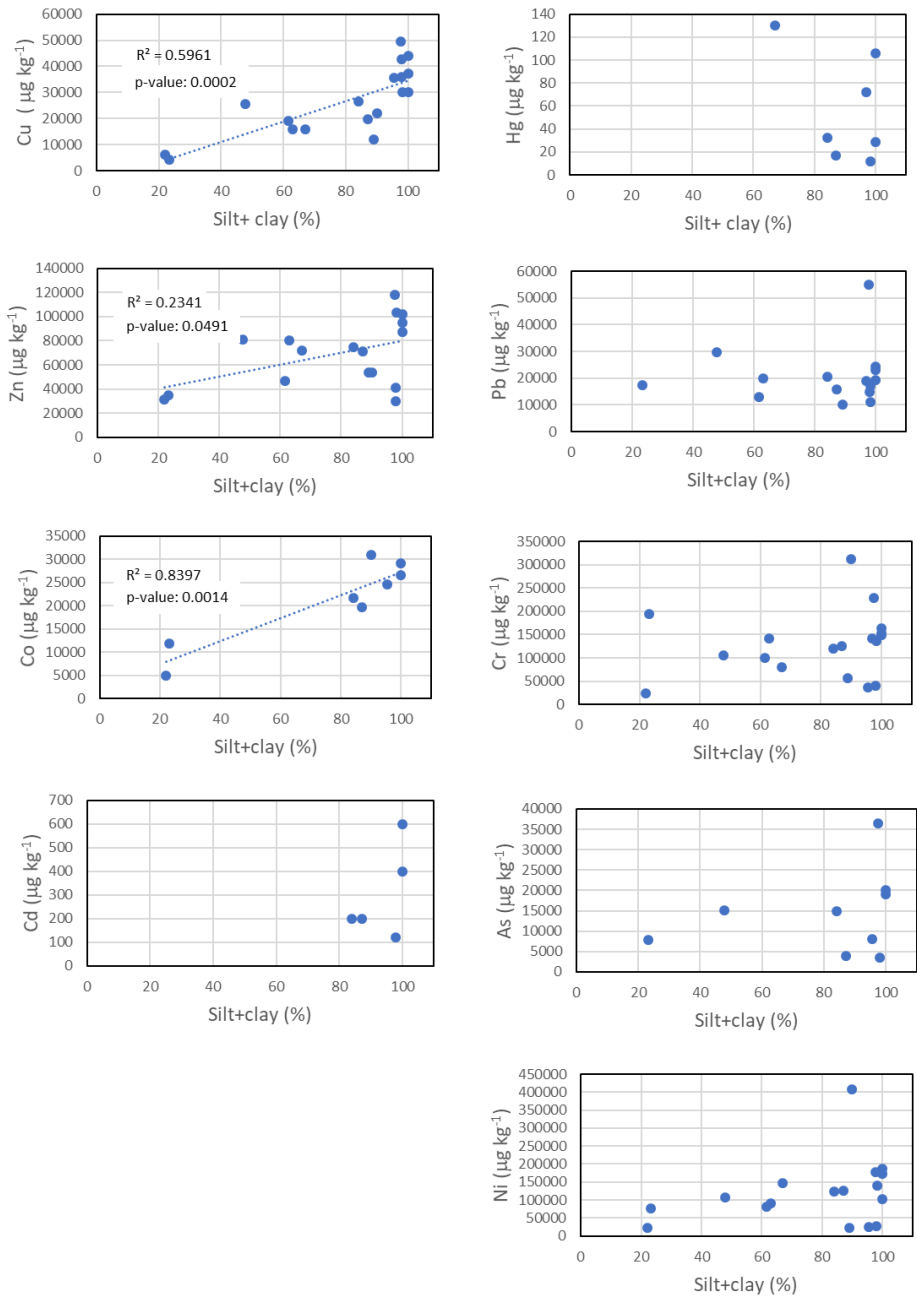 60000
50000
40000
30000
20000
10000
0
Cu ( µg kg⁻¹)
R² = 0.5961
p-value: 0.0002
0 20 40 60 80 100
Silt+ clay (%)
140
120
100
80
60
40
20
0
Hg (µg kg⁻¹)
0 20 40 60 80 100
Silt+ clay (%)
140000
120000
100000
80000
60000
40000
20000
0
Zn (µg kg⁻¹)
R² = 0.2341
p-value: 0.0491
0 20 40 60 80 100
Silt+clay (%)
60000
50000
40000
30000
20000
10000
0
Pb (µg kg⁻¹)
0 20 40 60 80 100
Silt+clay (%)
35000
30000
25000
20000
15000
10000
5000
0
Co (µg kg⁻¹)
R² = 0.8397
p-value: 0.0014
0 20 40 60 80 100
Silt+clay (%)
350000
300000
250000
200000
150000
100000
50000
0
Cr (µg kg⁻¹)
0 20 40 60 80 100
Silt+clay (%)
700
600
500
400
300
200
100
0
Cd (µg kg⁻¹)
0 20 40 60 80 100
Silt+clay (%)
40000
35000
30000
25000
20000
15000
10000
5000
0
As (µg kg⁻¹)
0 20 40 60 80 100
Silt+clay (%)
450000
400000
350000
300000
250000
200000
150000
100000
50000
0
Ni (µg kg⁻¹)
0 20 40 60 80 100
Silt+clay (%)